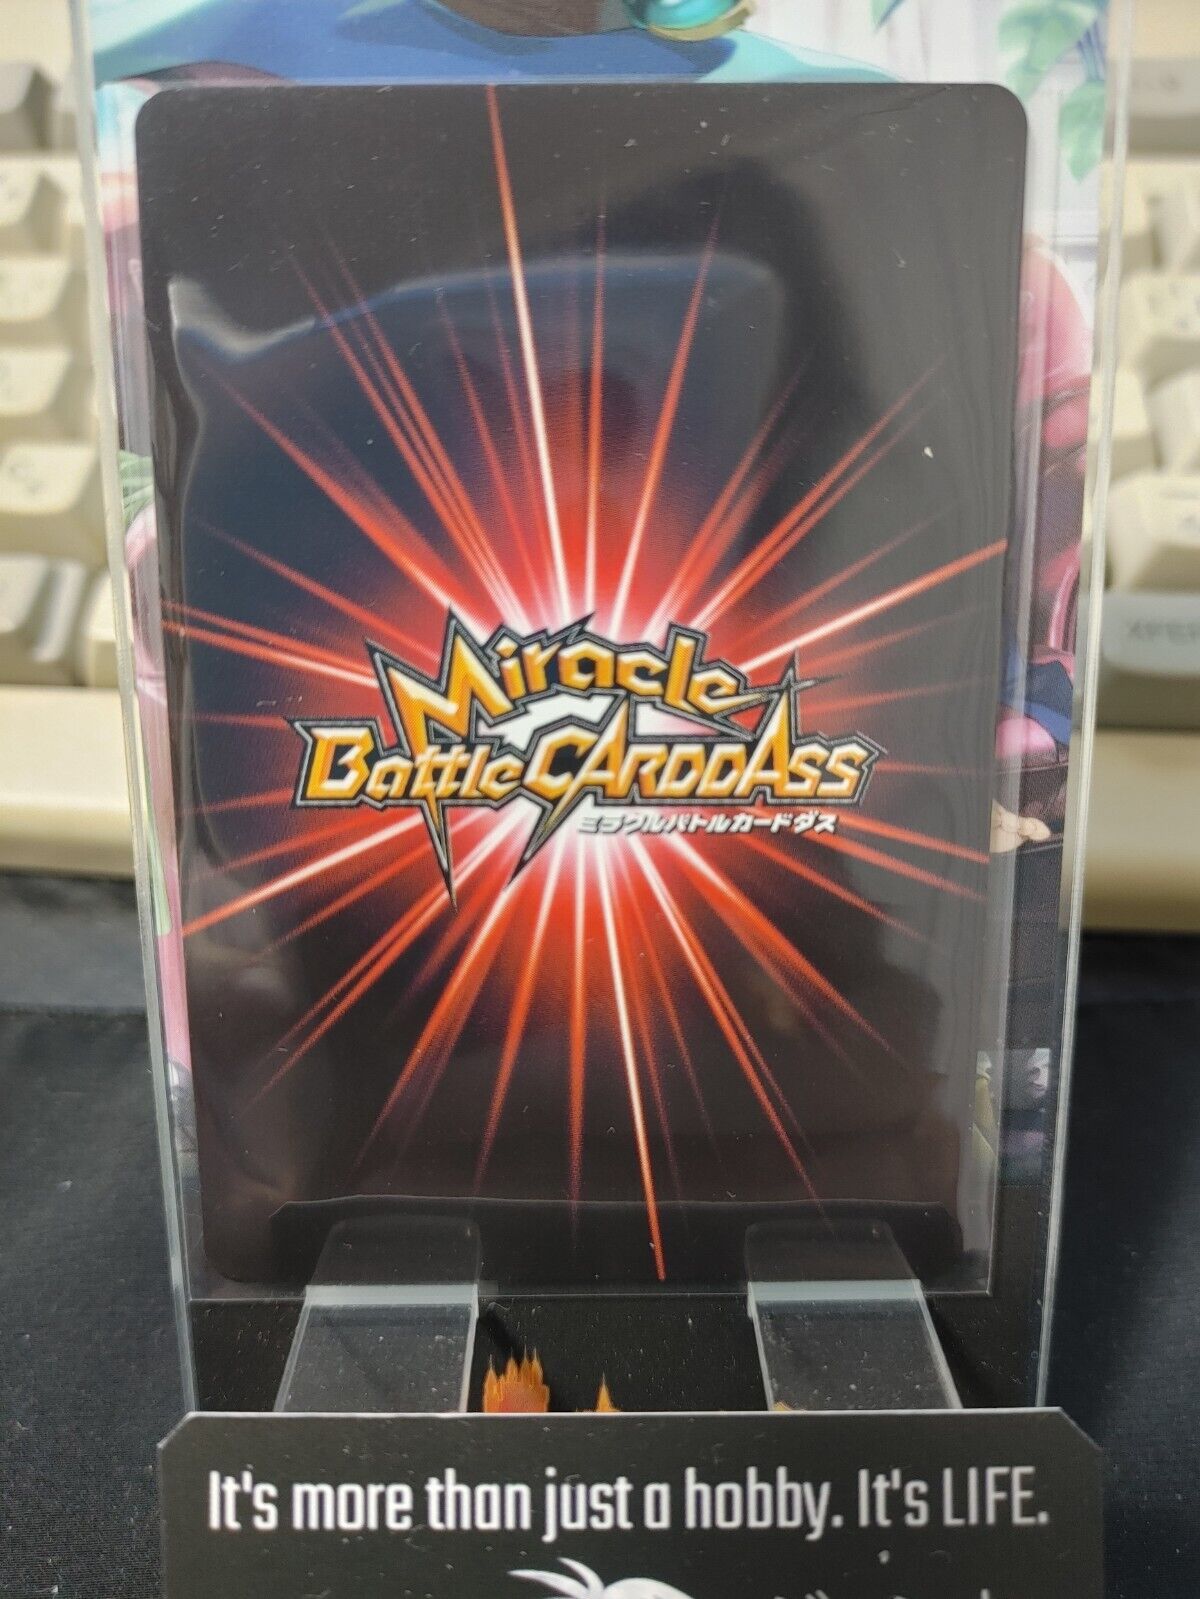 Miracle
Battle CARDDASS
ミラクルバトルカードダス
It's more than just a hobby. It's LIFE.